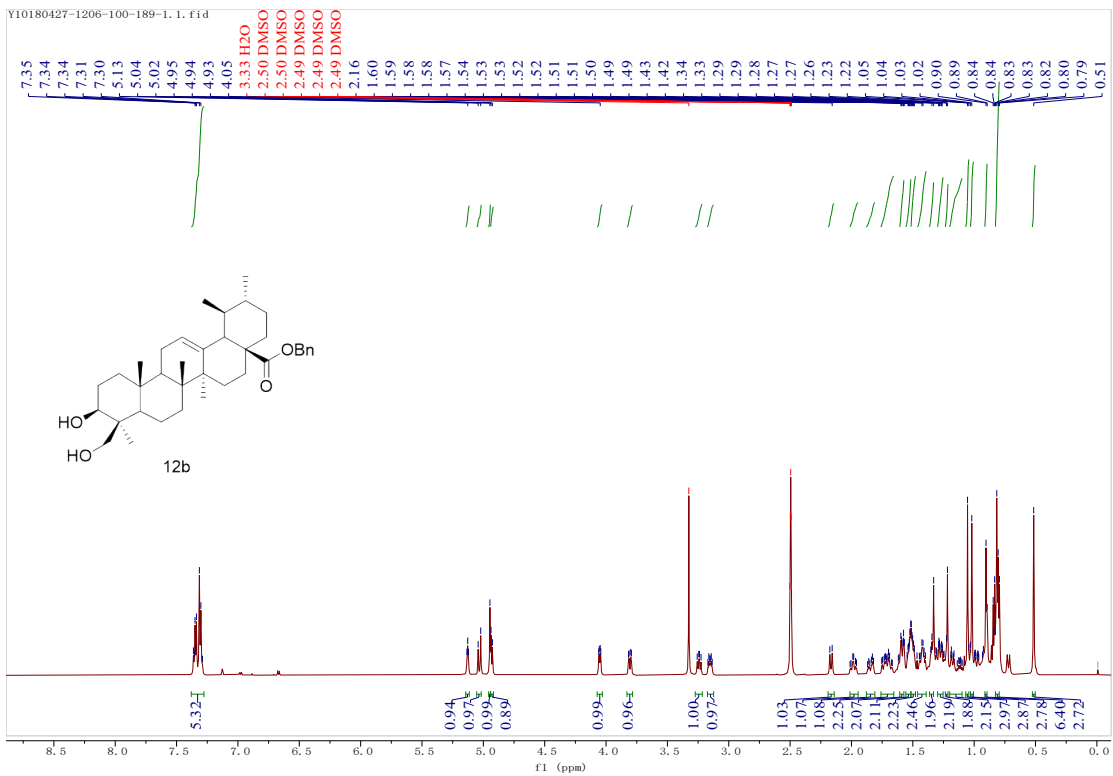 Y10180427-1206-100-189-1.1.fid
7.35 7.34 7.34 7.31 7.30 5.13 5.04 5.02 4.95 4.94 4.93 4.05 3.33 H2O 2.50 DMSO 2.50 DMSO 2.49 DMSO 2.49 DMSO 2.49 DMSO 2.16 1.60 1.59 1.58 1.58 1.57 1.54 1.53 1.53 1.52 1.52 1.51 1.51 1.50 1.49 1.49 1.43 1.42 1.34 1.33 1.29 1.29 1.28 1.27 1.27 1.26 1.23 1.22 1.05 1.04 1.03 1.02 0.90 0.89 0.84 0.84 0.83 0.83 0.82 0.80 0.79 0.51
OBn
O
HO
HO
12b
5.32 0.94 0.97 0.99 0.89 0.99 0.96 1.00 0.97 1.03 1.07 1.08 2.25 2.07 2.11 2.23 2.46 1.96 2.19 1.88 2.15 2.97 2.87 2.78 6.40 2.72
8.5 8.0 7.5 7.0 6.5 6.0 5.5 5.0 4.5 4.0 3.5 3.0 2.5 2.0 1.5 1.0 0.5 0.0
f1 (ppm)